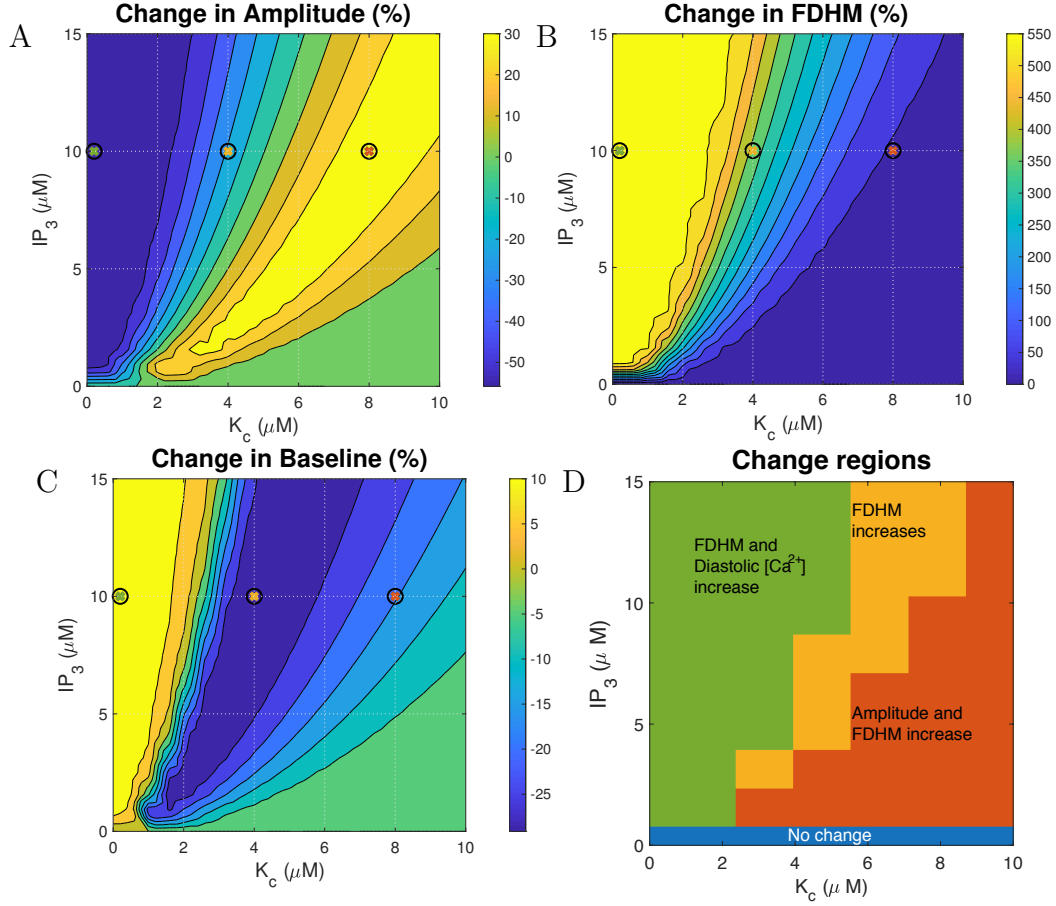 A
Change in Amplitude (%)
15
10
5
0
IP₃ (μM)
0 2 4 6 8 10
K_c (μM)
30
20
10
0
-10
-20
-30
-40
-50
B
Change in FDHM (%)
15
10
5
0
IP₃ (μM)
0 2 4 6 8 10
K_c (μM)
550
500
450
400
350
300
250
200
150
100
50
0
C
Change in Baseline (%)
15
10
5
0
IP₃ (μM)
0 2 4 6 8 10
K_c (μM)
10
5
0
-5
-10
-15
-20
-25
D
Change regions
15
10
5
0
IP₃ (μ M)
FDHM and
Diastolic [Ca²⁺]
increase
FDHM
increases
Amplitude and
FDHM increase
No change
0 2 4 6 8 10
K_c (μ M)